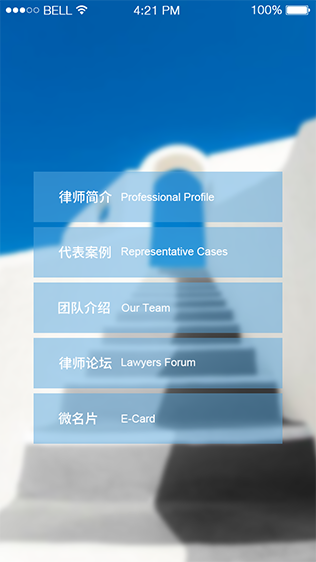 BELL 4:21 PM 100%
律师简介 Professional Profile
代表案例 Representative Cases
团队介绍 Our Team
律师论坛 Lawyers Forum
微名片 E-Card